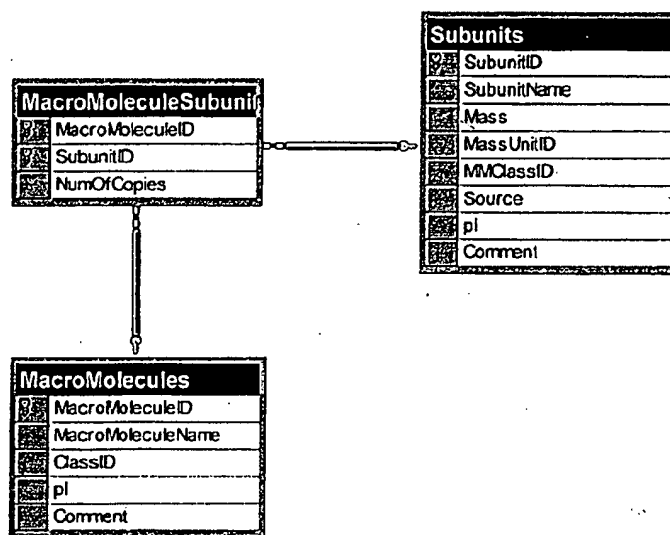 Subunits
SubunitID
SubunitName
Mass
MassUnitID
MMClassID
Source
pI
Comment
MacroMoleculeSubunit
MacroMoleculeID
SubunitID
NumOfCopies
MacroMolecules
MacroMoleculeID
MacroMoleculeName
ClassID
pI
Comment